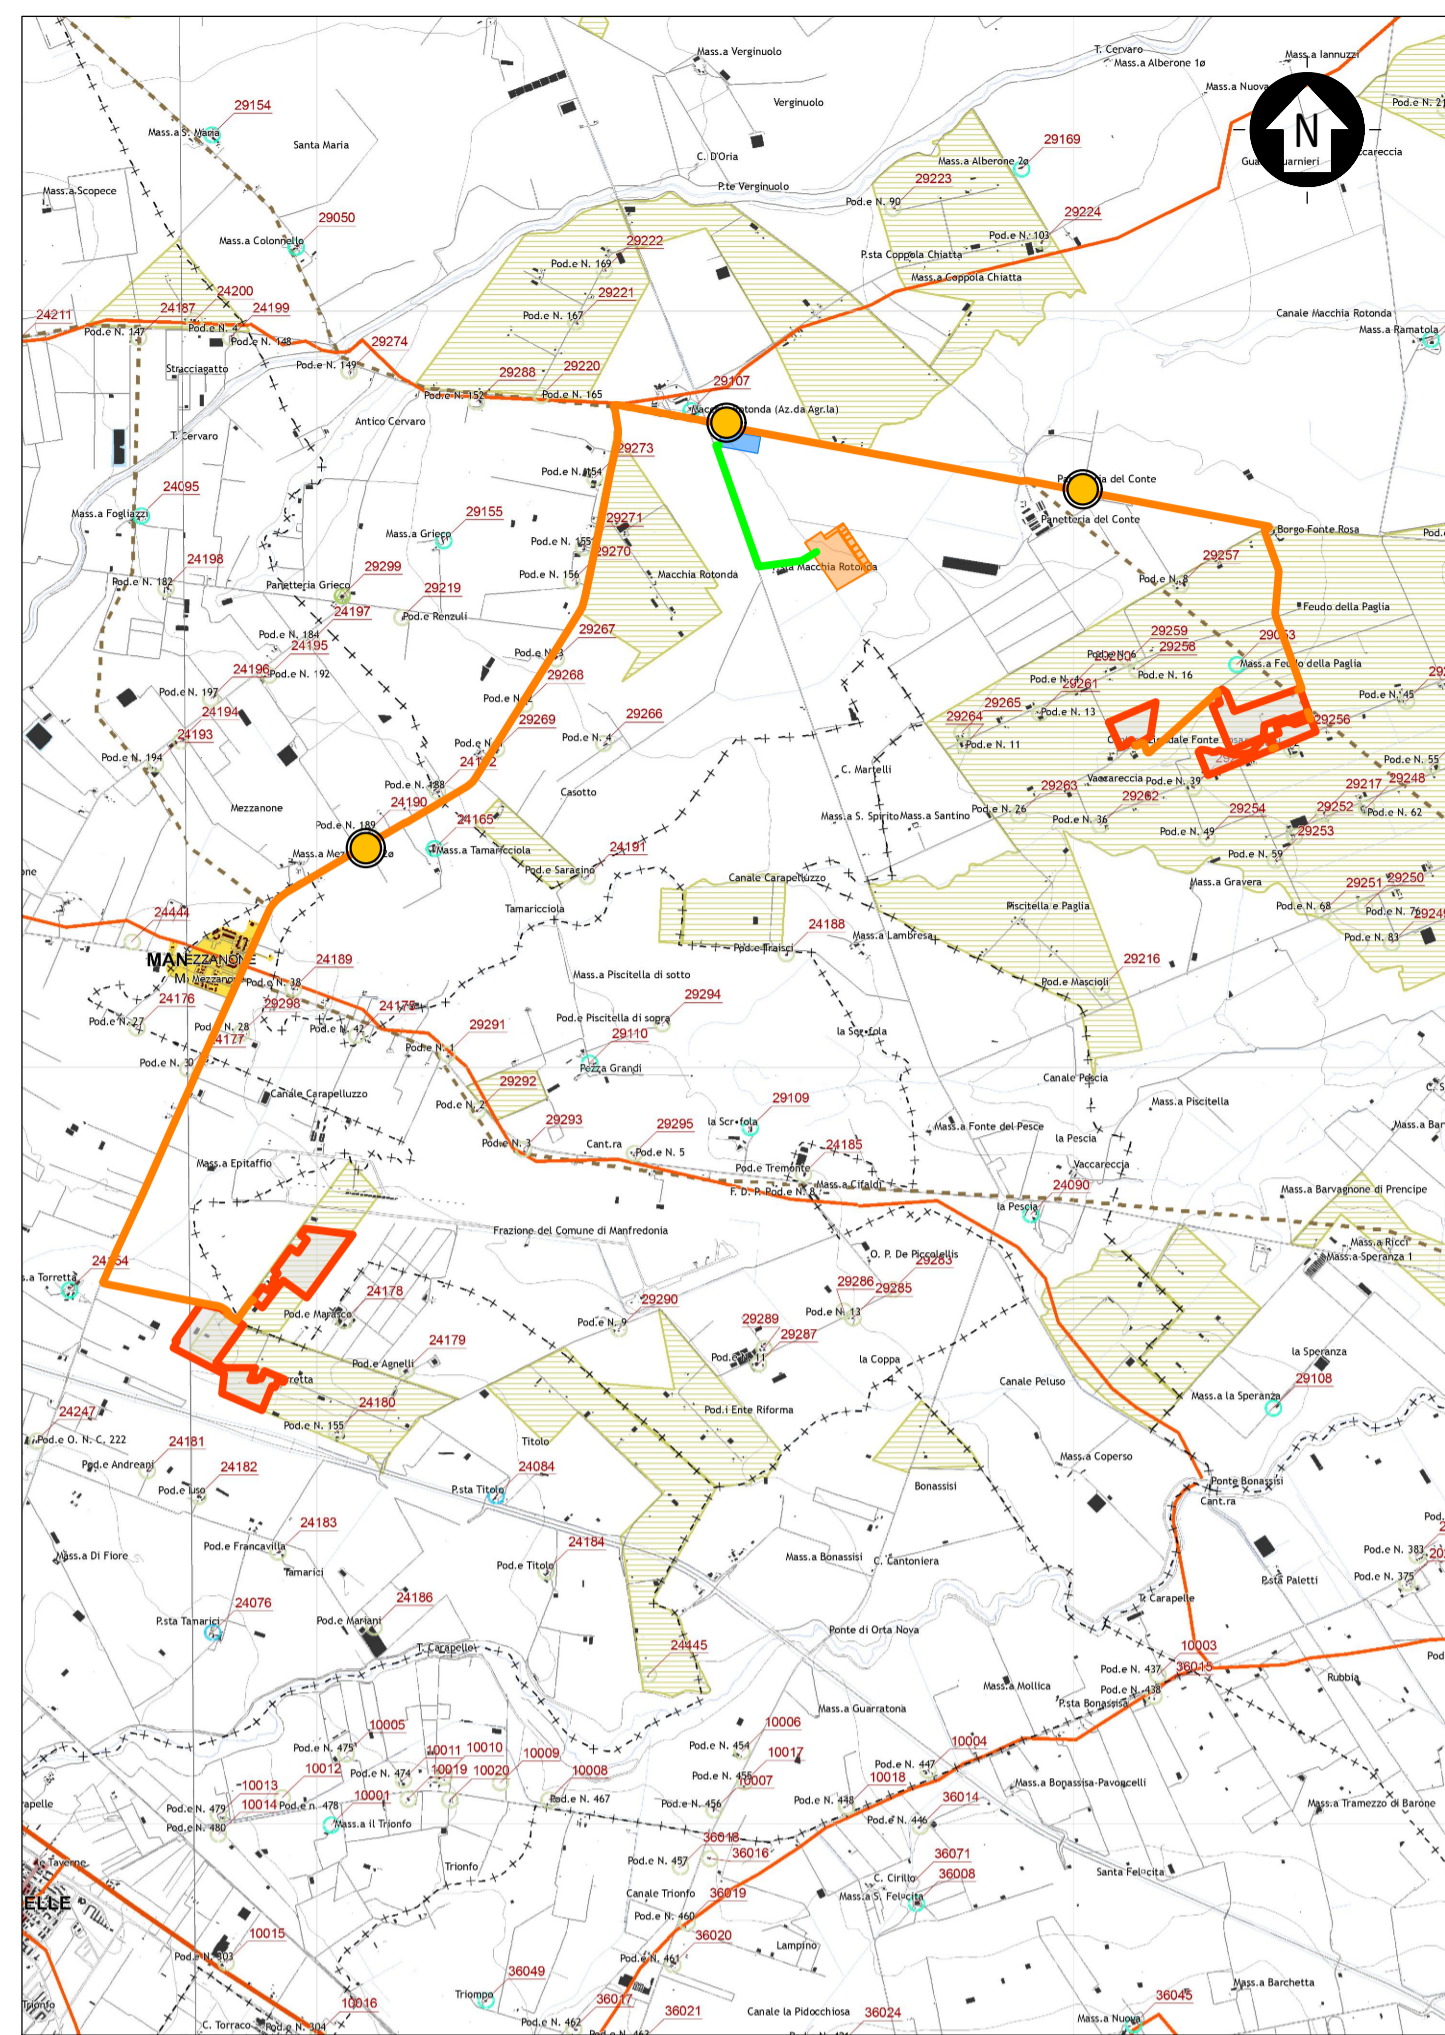 Mass.a Verginuolo
T. Cervaro
Mass.a Alberone 1ø
Mass.a Iannuzzi
Mass.a Nuova
Verginuolo
29154
Mass.a S. Maria
Santa Maria
N
C. D'Oria
29169
Mass.a Alberone 2ø
29223
P.te Verginuolo
Mass.a Scopece
Pod.e N. 90
29050
29224
Mass.a Colonnello
Pod.e N. 103
29222
P.sta Coppola Chiatta
Pod.e N. 169
Mass.a Coppola Chiatta
29221
24200
24211
24187
24199
Pod.e N. 167
Canale Macchia Rotonda
Pod.e N. 147
Pod.e N. 4
Pod.e N. 148
Mass.a Ramatola
29274
Stracciagatto
Pod.e N. 149
29288
29220
29107
Pod.e N. 152
Pod.e N. 165
Antico Cervaro
T. Cervaro
29273
Pod.e N. 154
Panetteria del Conte
24095
Mass.a Fogliazzi
29155
29271
Mass.a Grieco
Borgo Fonte Rosa
Pod.e N. 155
29270
24198
29257
Pod.e N. 182
29299
Panetteria Grieco
29219
Pod.e N. 156
Macchia Rotonda
Pod.e N. 8
24197
Pod.e Renzuli
Feudo della Paglia
Pod.e N. 184
29267
29259
24195
29258
Mass.a Feudo della Paglia
24196
Pod.e N. 192
29268
Pod.e N. 16
Pod.e N. 197
29261
Pod.e N. 45
24194
29265
29269
29266
Pod.e N. 13
29264
29256
24193
Pod.e N. 4
Pod.e N. 11
Pod.e N. 194
C. Martelli
Pod.e N. 55
Vaccareccia
Pod.e N. 39
Casotto
29263
29217
29248
Mezzanone
24190
Mass.a S. Spirito
Mass.a Santino
Pod.e N. 26
29262
29254
29252
Pod.e N. 62
Pod.e N. 189
Pod.e N. 36
Pod.e N. 49
29253
24165
Mass.a Tamaricciola
24191
Pod.e N. 59
Pod.e Saracino
Canale Carapelluzzo
Mass.a Gravera
29251
29250
Tamaricciola
Piscitella e Paglia
Pod.e N. 68
Pod.e N. 76
24444
24188
Mass.a Lambresa
Pod.e N. 83
Pod.e Traisci
24189
29216
Mass.a Piscitella di sotto
Pod.e N. 38
Pod.e Mascioli
24176
29298
24175
29294
Pod.e N. 27
Pod.e N. 42
Pod.e Piscitella di sopra
24177
29291
29110
Pod.e N. 1
Pezza Grandi
29292
Canale Pescia
Canale Carapelluzzo
Pod.e N. 2
Mass.a Piscitella
29293
29109
Mass.a Fonte del Pesce
la Pescia
Pod.e N. 3
Cant.ra
29295
24185
Pod.e N. 5
Mass.a Epitaffio
Pod.e Tremonte
Vaccareccia
24090
Mass.a Cifaldi
F. D. P. Pod.e N. 8
Mass.a Barvagnone di Prencipe
la Pescia
Frazione del Comune di Manfredonia
Mass.a Ricci
O. P. De Piccolellis
Mass.a Speranza 1
29286
29285
24178
29290
Pod.e N. 13
Pod.e Marasco
29289
Pod.e N. 9
29287
24179
la Speranza
Pod.e Agnelli
la Coppa
Canale Peluso
29108
Mass.a la Speranza
24247
24180
Pod.i Ente Riforma
Pod.e N. 155
Pod.e O. N. C. 222
24181
Titolo
Pod.e Andreani
24182
24084
Mass.a Coperso
Pod.e Iuso
P.sta Titolo
Bonassisi
Ponte Bonassisi
Cant.ra
24183
Pod.e Francavilla
24184
Mass.a Di Fiore
Mass.a Bonassisi
C. Cantoniera
Pod.e N. 383
Tamarici
Pod.e Titolo
P.sta Paletti
Pod.e N. 375
24076
24186
T. Carapelle
P.sta Tamarici
Pod.e Mariani
Ponte di Orta Nova
T. Carapello
24445
10003
36015
Pod.e N. 437
Rubbia
Mass.a Mollica
Pod.e N. 438
P.sta Bonassisa
Mass.a Guarratona
10006
10005
Pod.e N. 454
10004
Pod.e N. 475
10011
10010
10009
10017
Pod.e N. 447
10012
Pod.e N. 474
10019
10008
Pod.e N. 455
10018
10013
10020
10007
Mass.a Bonassisa-Pavoncelli
Pod.e N. 479
10014
Pod.e n. 478
10001
Pod.e N. 467
Pod.e N. 456
Pod.e N. 448
36014
Mass.a Tramezzo di Barone
Pod.e N. 480
Mass.a il Trionfo
Pod.e N. 446
36018
36016
36071
Taverne
Trionfo
Pod.e N. 457
C. Cirillo
36008
Santa Felicita
ELLE
Canale Trionfo
36019
Mass.a S. Felicita
Pod.e N. 460
10015
36020
Pod.e N. 303
Pod.e N. 461
Lampino
36049
Triompo
Mass.a Barchetta
10016
36017
36021
Canale la Pidocchiosa
36024
36045
C. Torraco
Pod.e N. 304
Pod.e N. 462
Mass.a Nuova